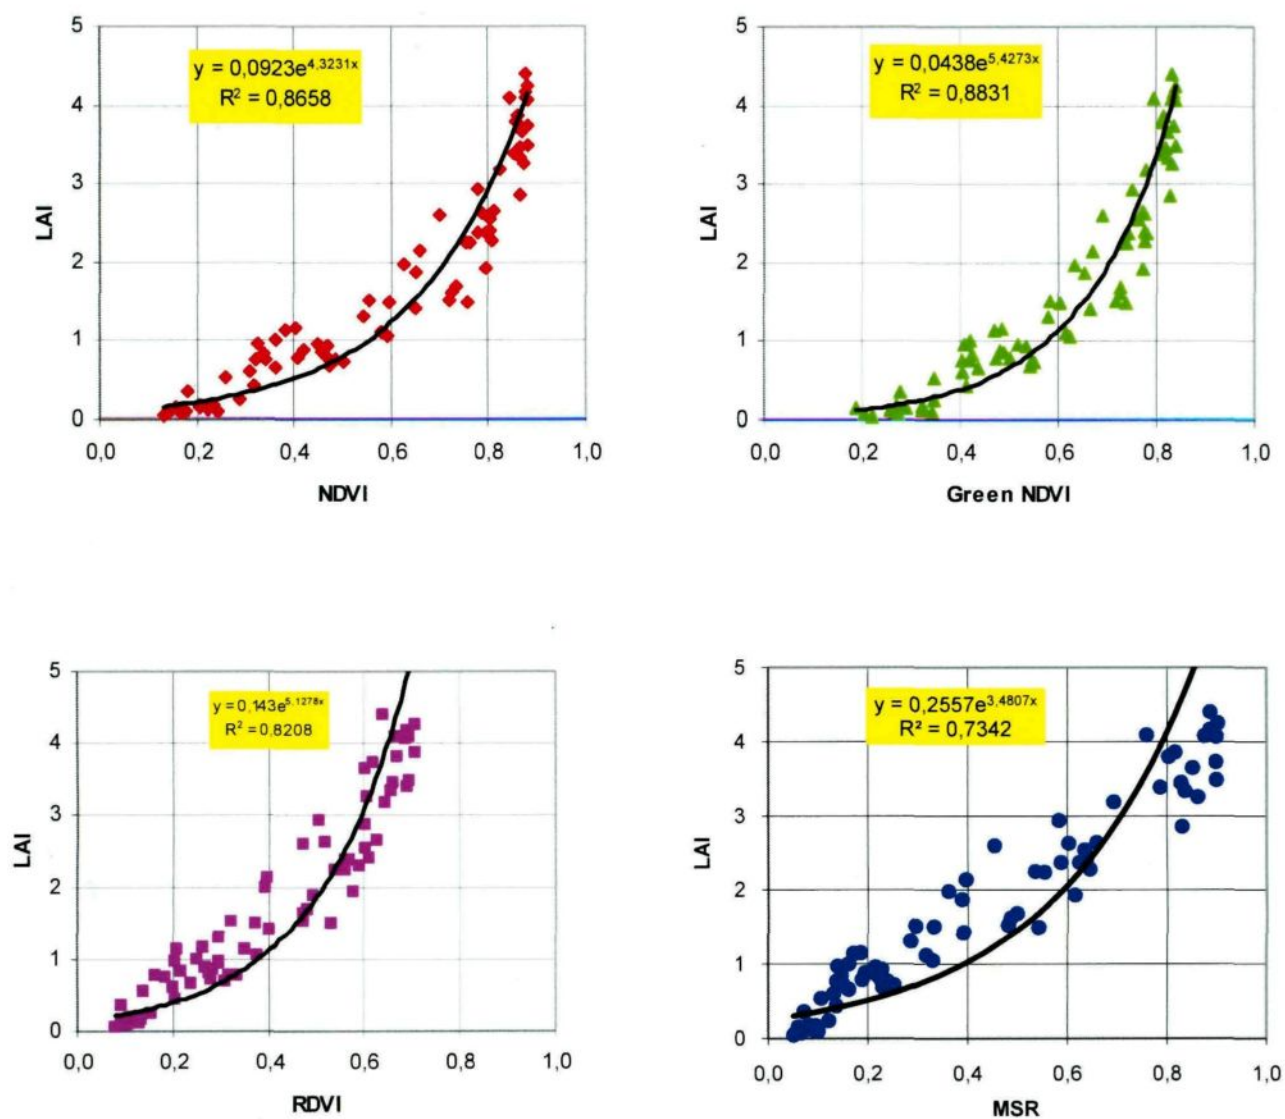 5
4
3
2
1
0
LAI
y = 0,0923e^4,3231x
R² = 0,8658
0,0 0,2 0,4 0,6 0,8 1,0
NDVI
5
4
3
2
1
0
LAI
y = 0,0438e^5,4273x
R² = 0,8831
0,0 0,2 0,4 0,6 0,8 1,0
Green NDVI
5
4
3
2
1
0
LAI
y = 0,143e^5,1278x
R² = 0,8208
0,0 0,2 0,4 0,6 0,8 1,0
RDVI
5
4
3
2
1
0
LAI
y = 0,2557e^3,4807x
R² = 0,7342
0,0 0,2 0,4 0,6 0,8 1,0
MSR